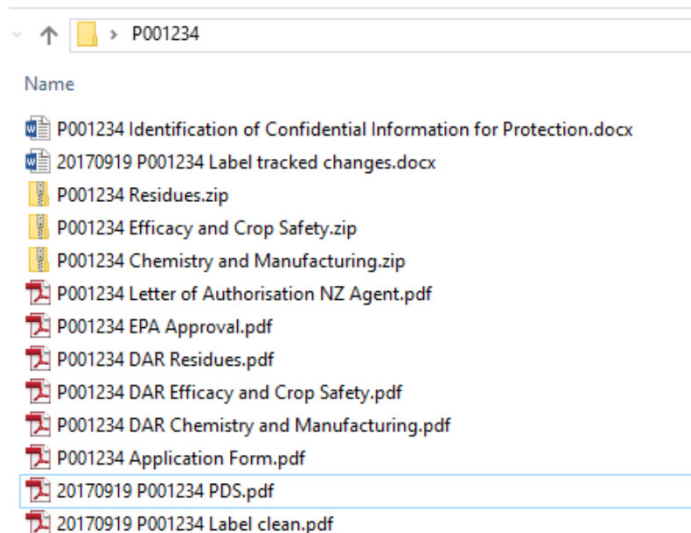 P001234
Name
P001234 Identification of Confidential Information for Protection.docx
20170919 P001234 Label tracked changes.docx
P001234 Residues.zip
P001234 Efficacy and Crop Safety.zip
P001234 Chemistry and Manufacturing.zip
P001234 Letter of Authorisation NZ Agent.pdf
P001234 EPA Approval.pdf
P001234 DAR Residues.pdf
P001234 DAR Efficacy and Crop Safety.pdf
P001234 DAR Chemistry and Manufacturing.pdf
P001234 Application Form.pdf
20170919 P001234 PDS.pdf
20170919 P001234 Label clean.pdf